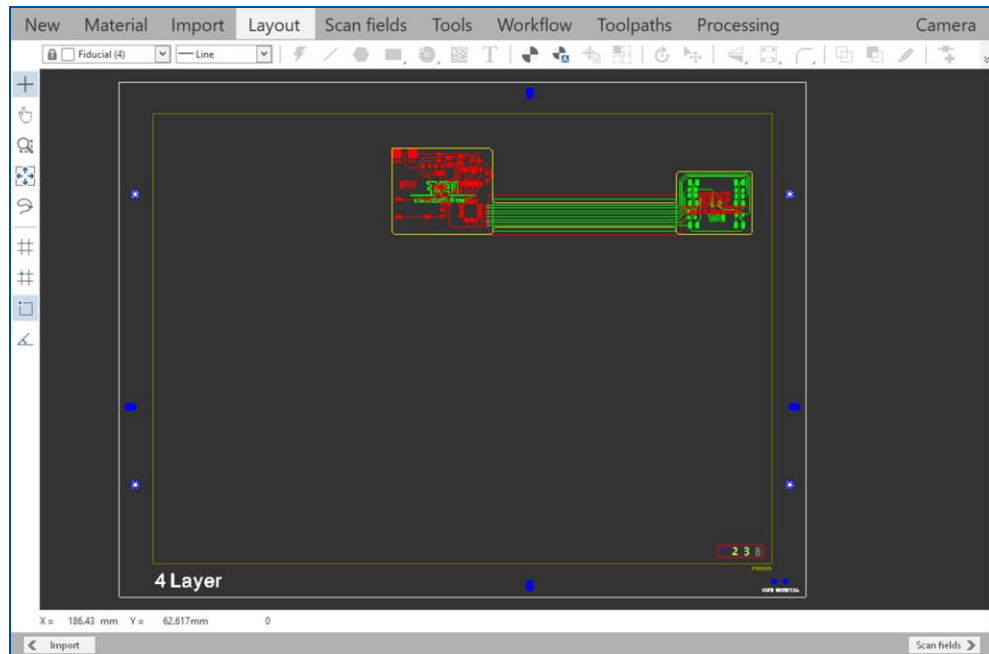 New Material Import Layout Scan fields Tools Workflow Toolpaths Processing Camera
Fiducial (4) Line
2 3 B
4 Layer
X = 186.43 mm Y = 62.617mm 0
Import Scan fields